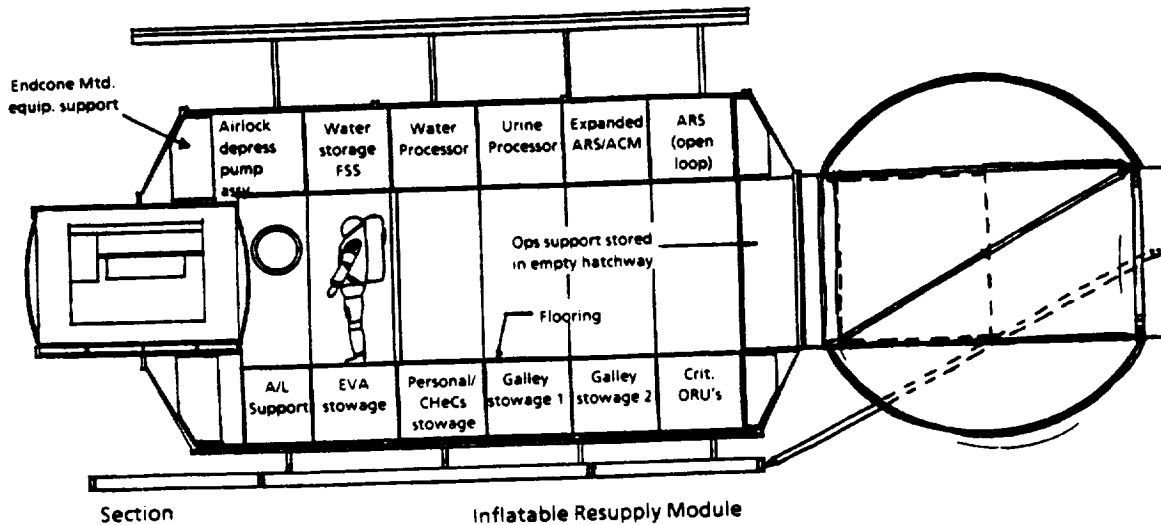 Endcone Mtd.
equip. support
Airlock
depress
pump
assy.
Water
storage
FSS
Water
Processor
Urine
Processor
Expanded
ARS/ACM
ARS
(open
loop)
Ops support stored
in empty hatchway
Flooring
A/L
Support
EVA
stowage
Personal/
CHeCs
stowage
Galley
stowage 1
Galley
stowage 2
Crit.
ORU's
Section
Inflatable Resupply Module